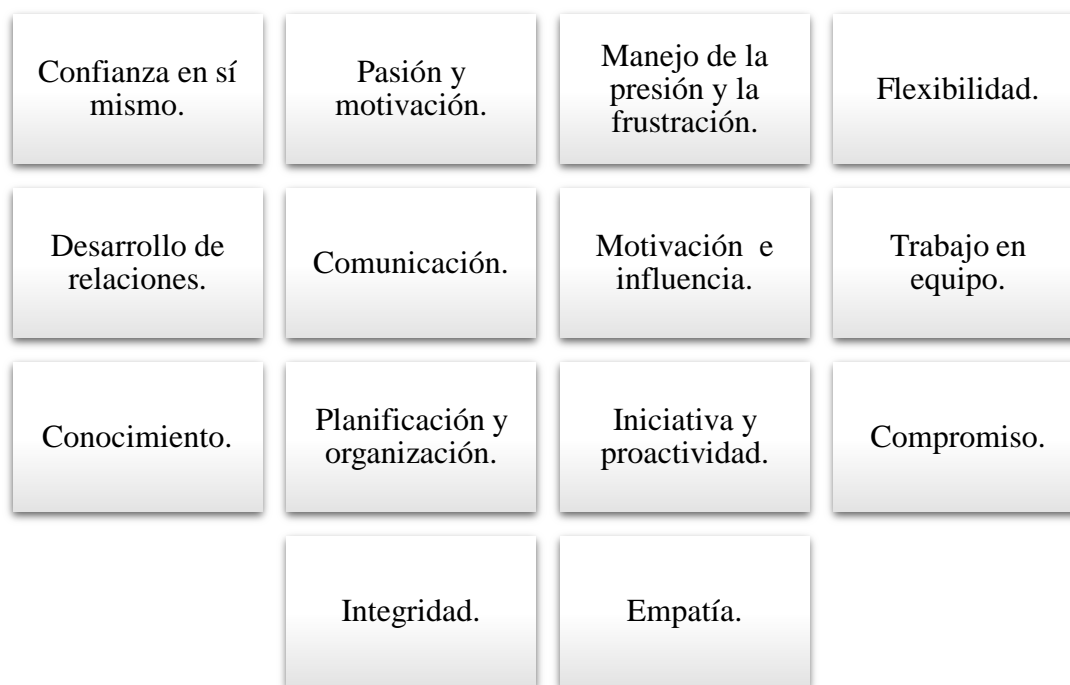 Confianza en sí
mismo.
Pasión y
motivación.
Manejo de la
presión y la
frustración.
Flexibilidad.
Desarrollo de
relaciones.
Comunicación.
Motivación  e
influencia.
Trabajo en
equipo.
Conocimiento.
Planificación y
organización.
Iniciativa y
proactividad.
Compromiso.
Integridad.
Empatía.